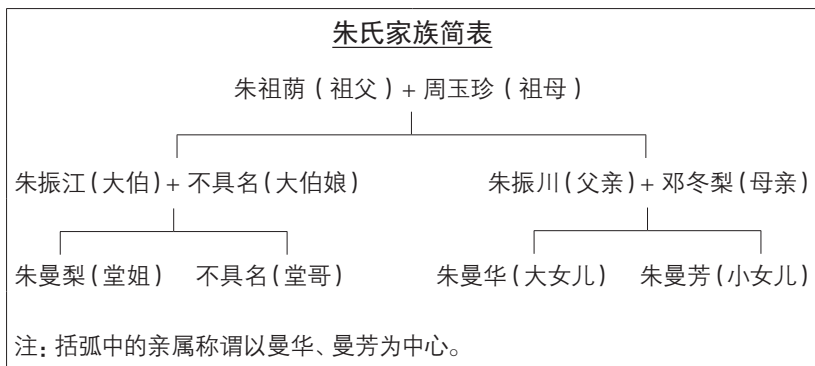 朱氏家族简表
朱祖荫（祖父）+ 周玉珍（祖母）
朱振江（大伯）+ 不具名（大伯娘） 朱振川（父亲）+ 邓冬梨（母亲）
朱曼梨（堂姐） 不具名（堂哥） 朱曼华（大女儿） 朱曼芳（小女儿）
注：括弧中的亲属称谓以曼华、曼芳为中心。